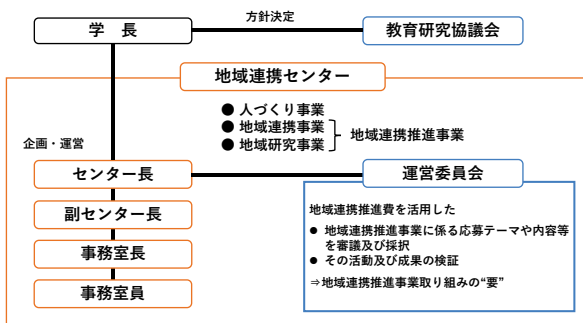 方針決定
学　長
教育研究協議会
地域連携センター
● 人づくり事業
● 地域連携事業
● 地域研究事業
地域連携推進事業
企画・運営
センター長
運営委員会
副センター長
事務室長
事務室員
地域連携推進費を活用した
● 地域連携推進事業に係る応募テーマや内容等
を審議及び採択
● その活動及び成果の検証
⇒地域連携推進事業取り組みの“要”